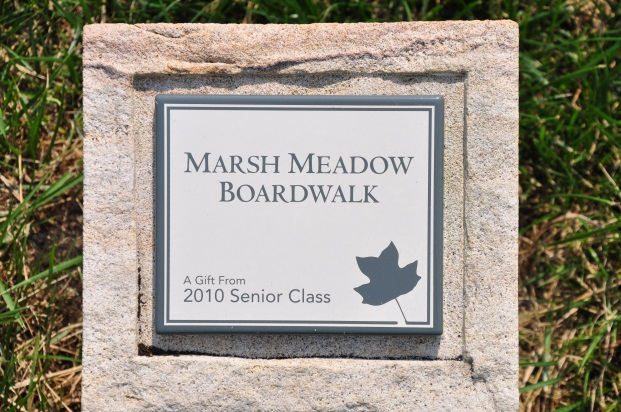 MARSH MEADOW
BOARDWALK
A Gift From
2010 Senior Class